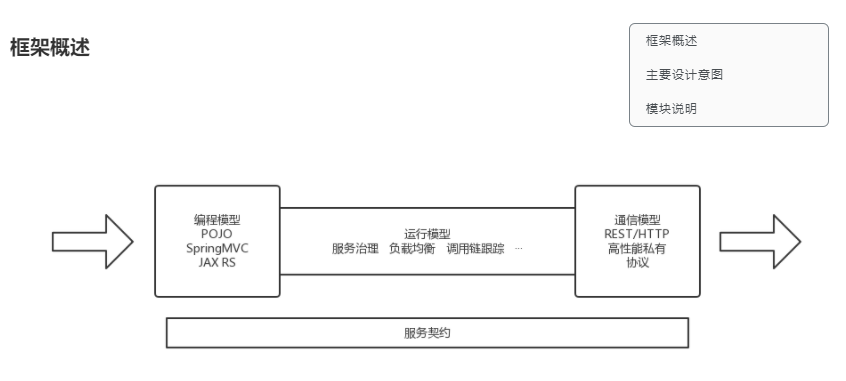 框架概述
框架概述
主要设计意图
模块说明
编程模型
POJO
SpringMVC
JAX RS
运行模型
服务治理 负载均衡 调用链跟踪 ...
通信模型
REST/HTTP
高性能私有
协议
服务契约